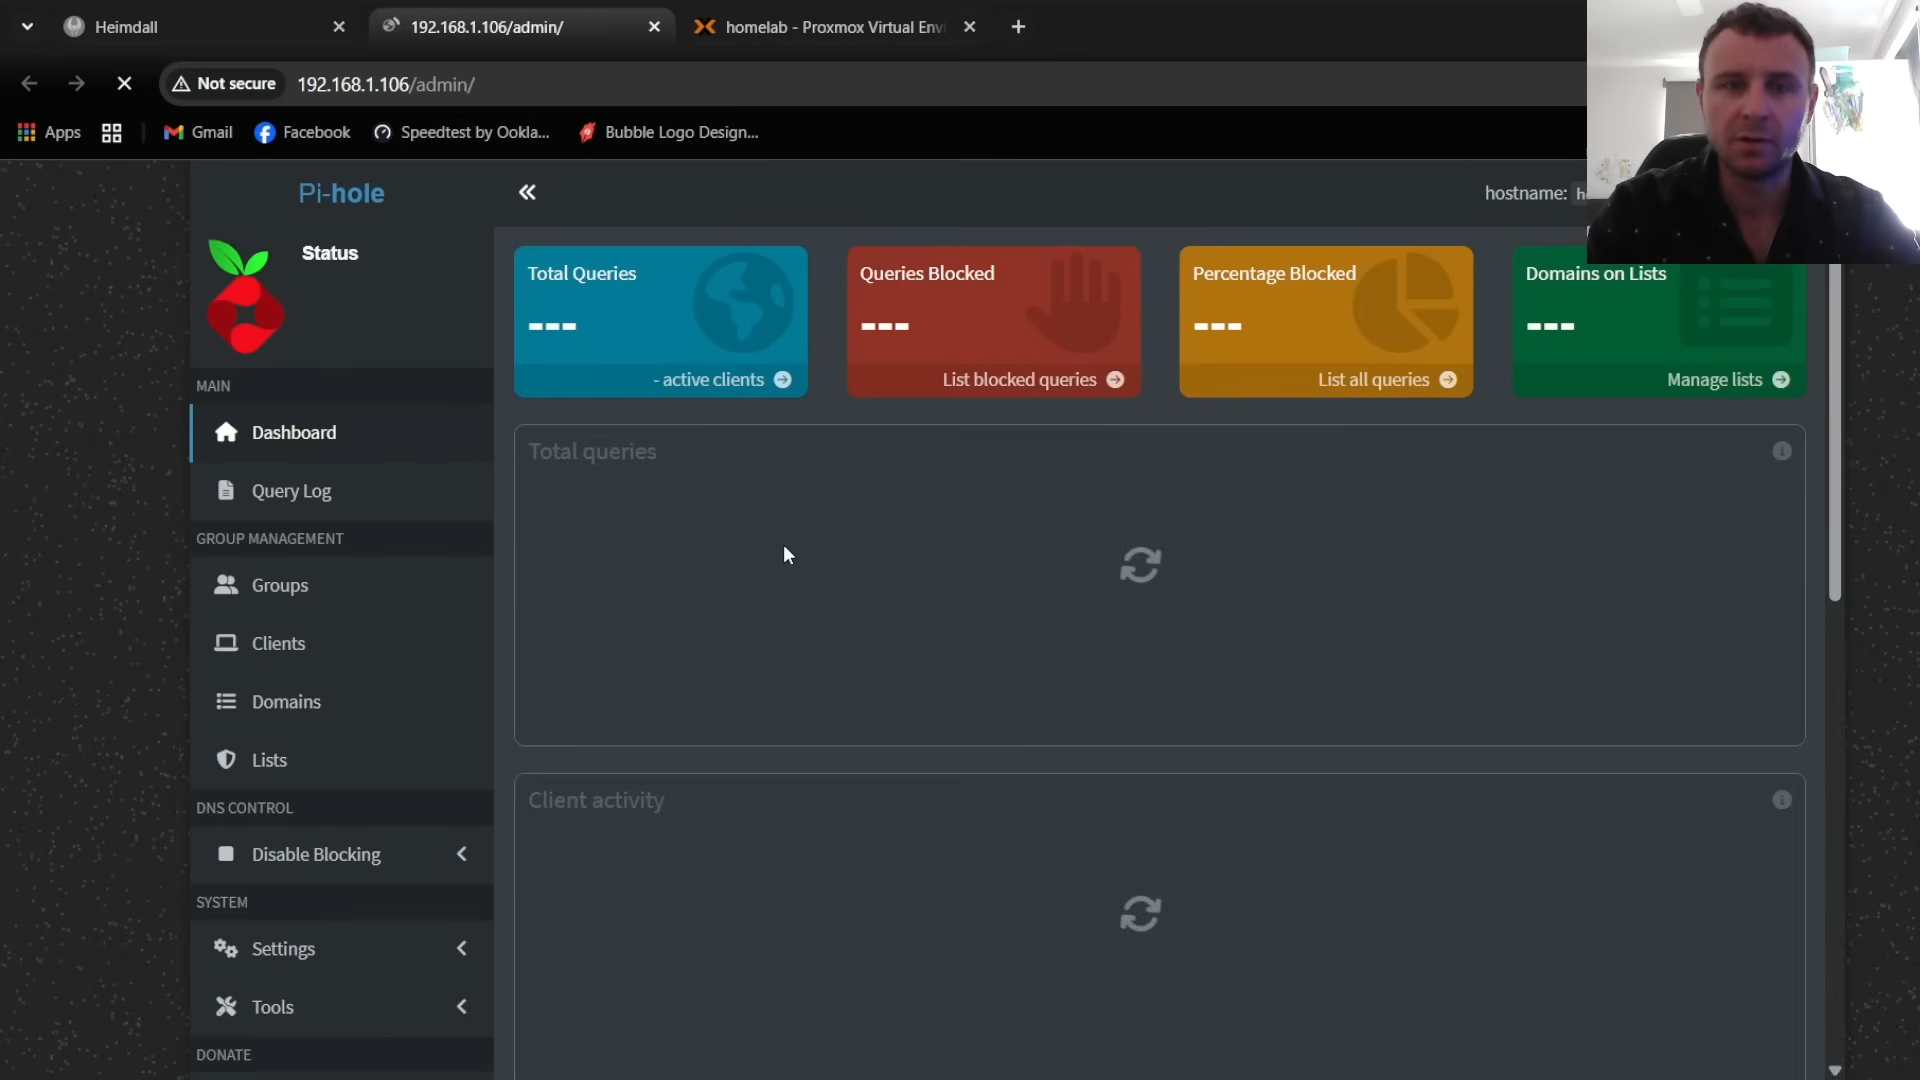 Heimdall
192.168.1.106/admin/
homelab - Proxmox Virtual Env
Not secure
192.168.1.106/admin/
Apps
Gmail
Facebook
Speedtest by Ookla...
Bubble Logo Design...
Pi-hole
hostname:
Status
Total Queries
---
- active clients
Queries Blocked
---
List blocked queries
Percentage Blocked
---
List all queries
Domains on Lists
---
Manage lists
MAIN
Dashboard
Query Log
GROUP MANAGEMENT
Groups
Clients
Domains
Lists
DNS CONTROL
Disable Blocking
SYSTEM
Settings
Tools
DONATE
Total queries
Client activity